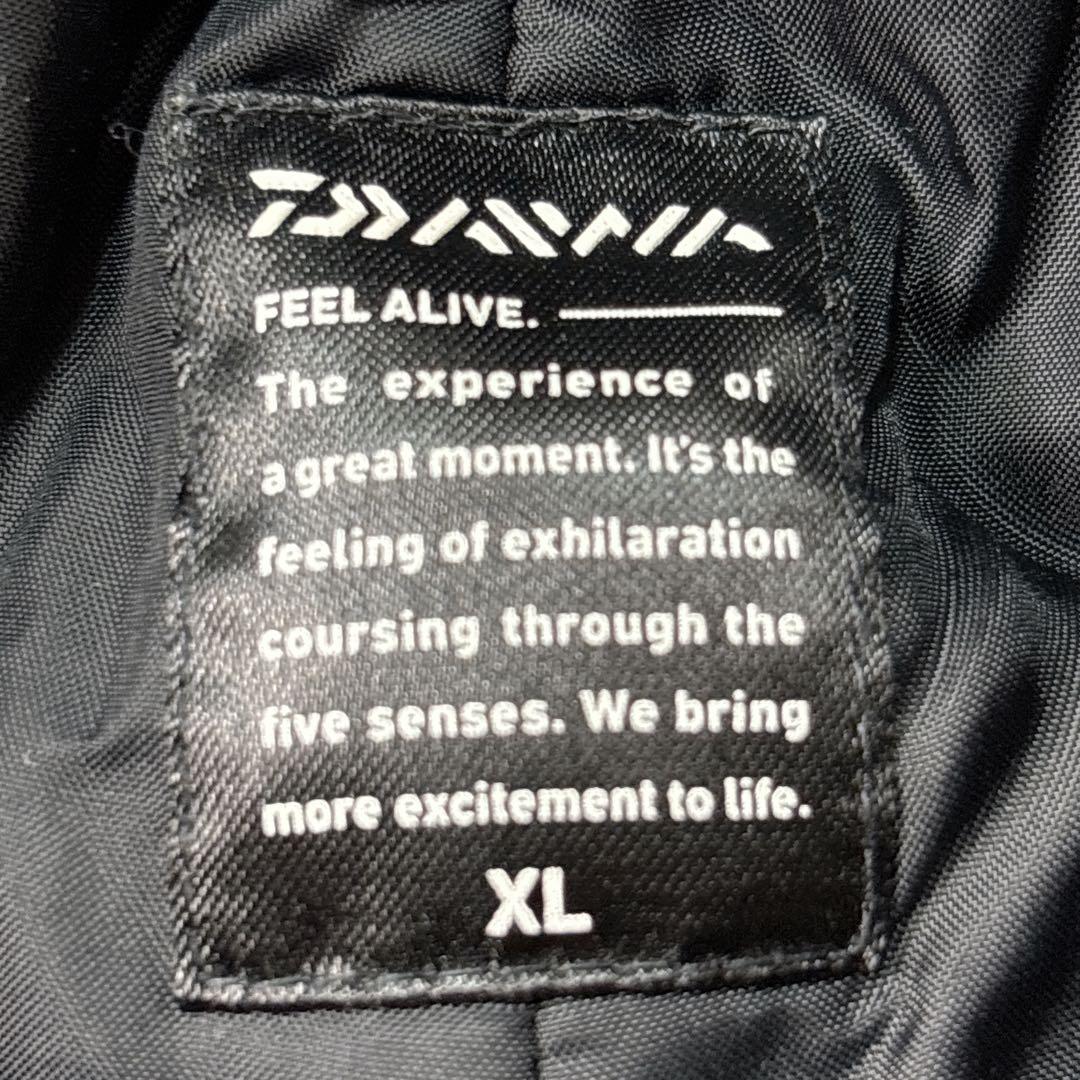 DAIWA
FEEL ALIVE.
The experience of
a great moment. It's the
feeling of exhilaration
coursing through the
five senses. We bring
more excitement to life.
XL